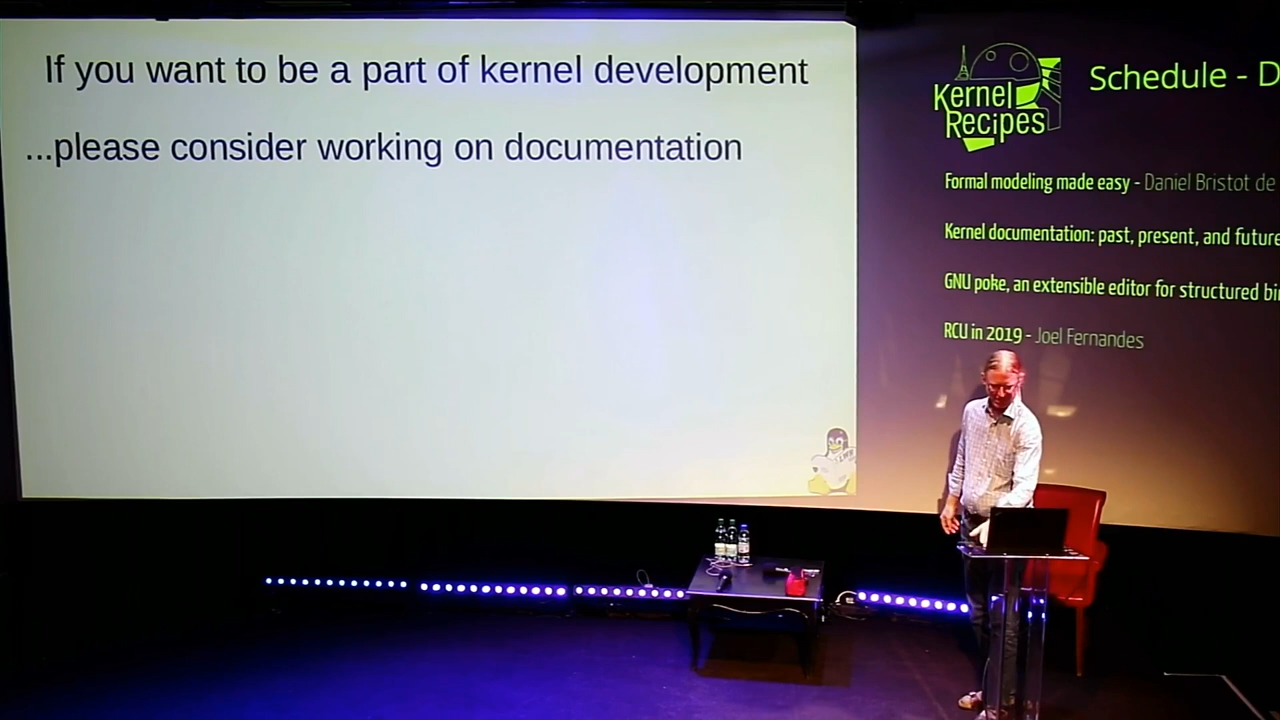 If you want to be a part of kernel development
...please consider working on documentation
Kernel
Recipes
Schedule - D
Formal modeling made easy - Daniel Bristot de
Kernel documentation: past, present, and future
GNU poke, an extensible editor for structured bi
RCU in 2019 - Joel Fernandes